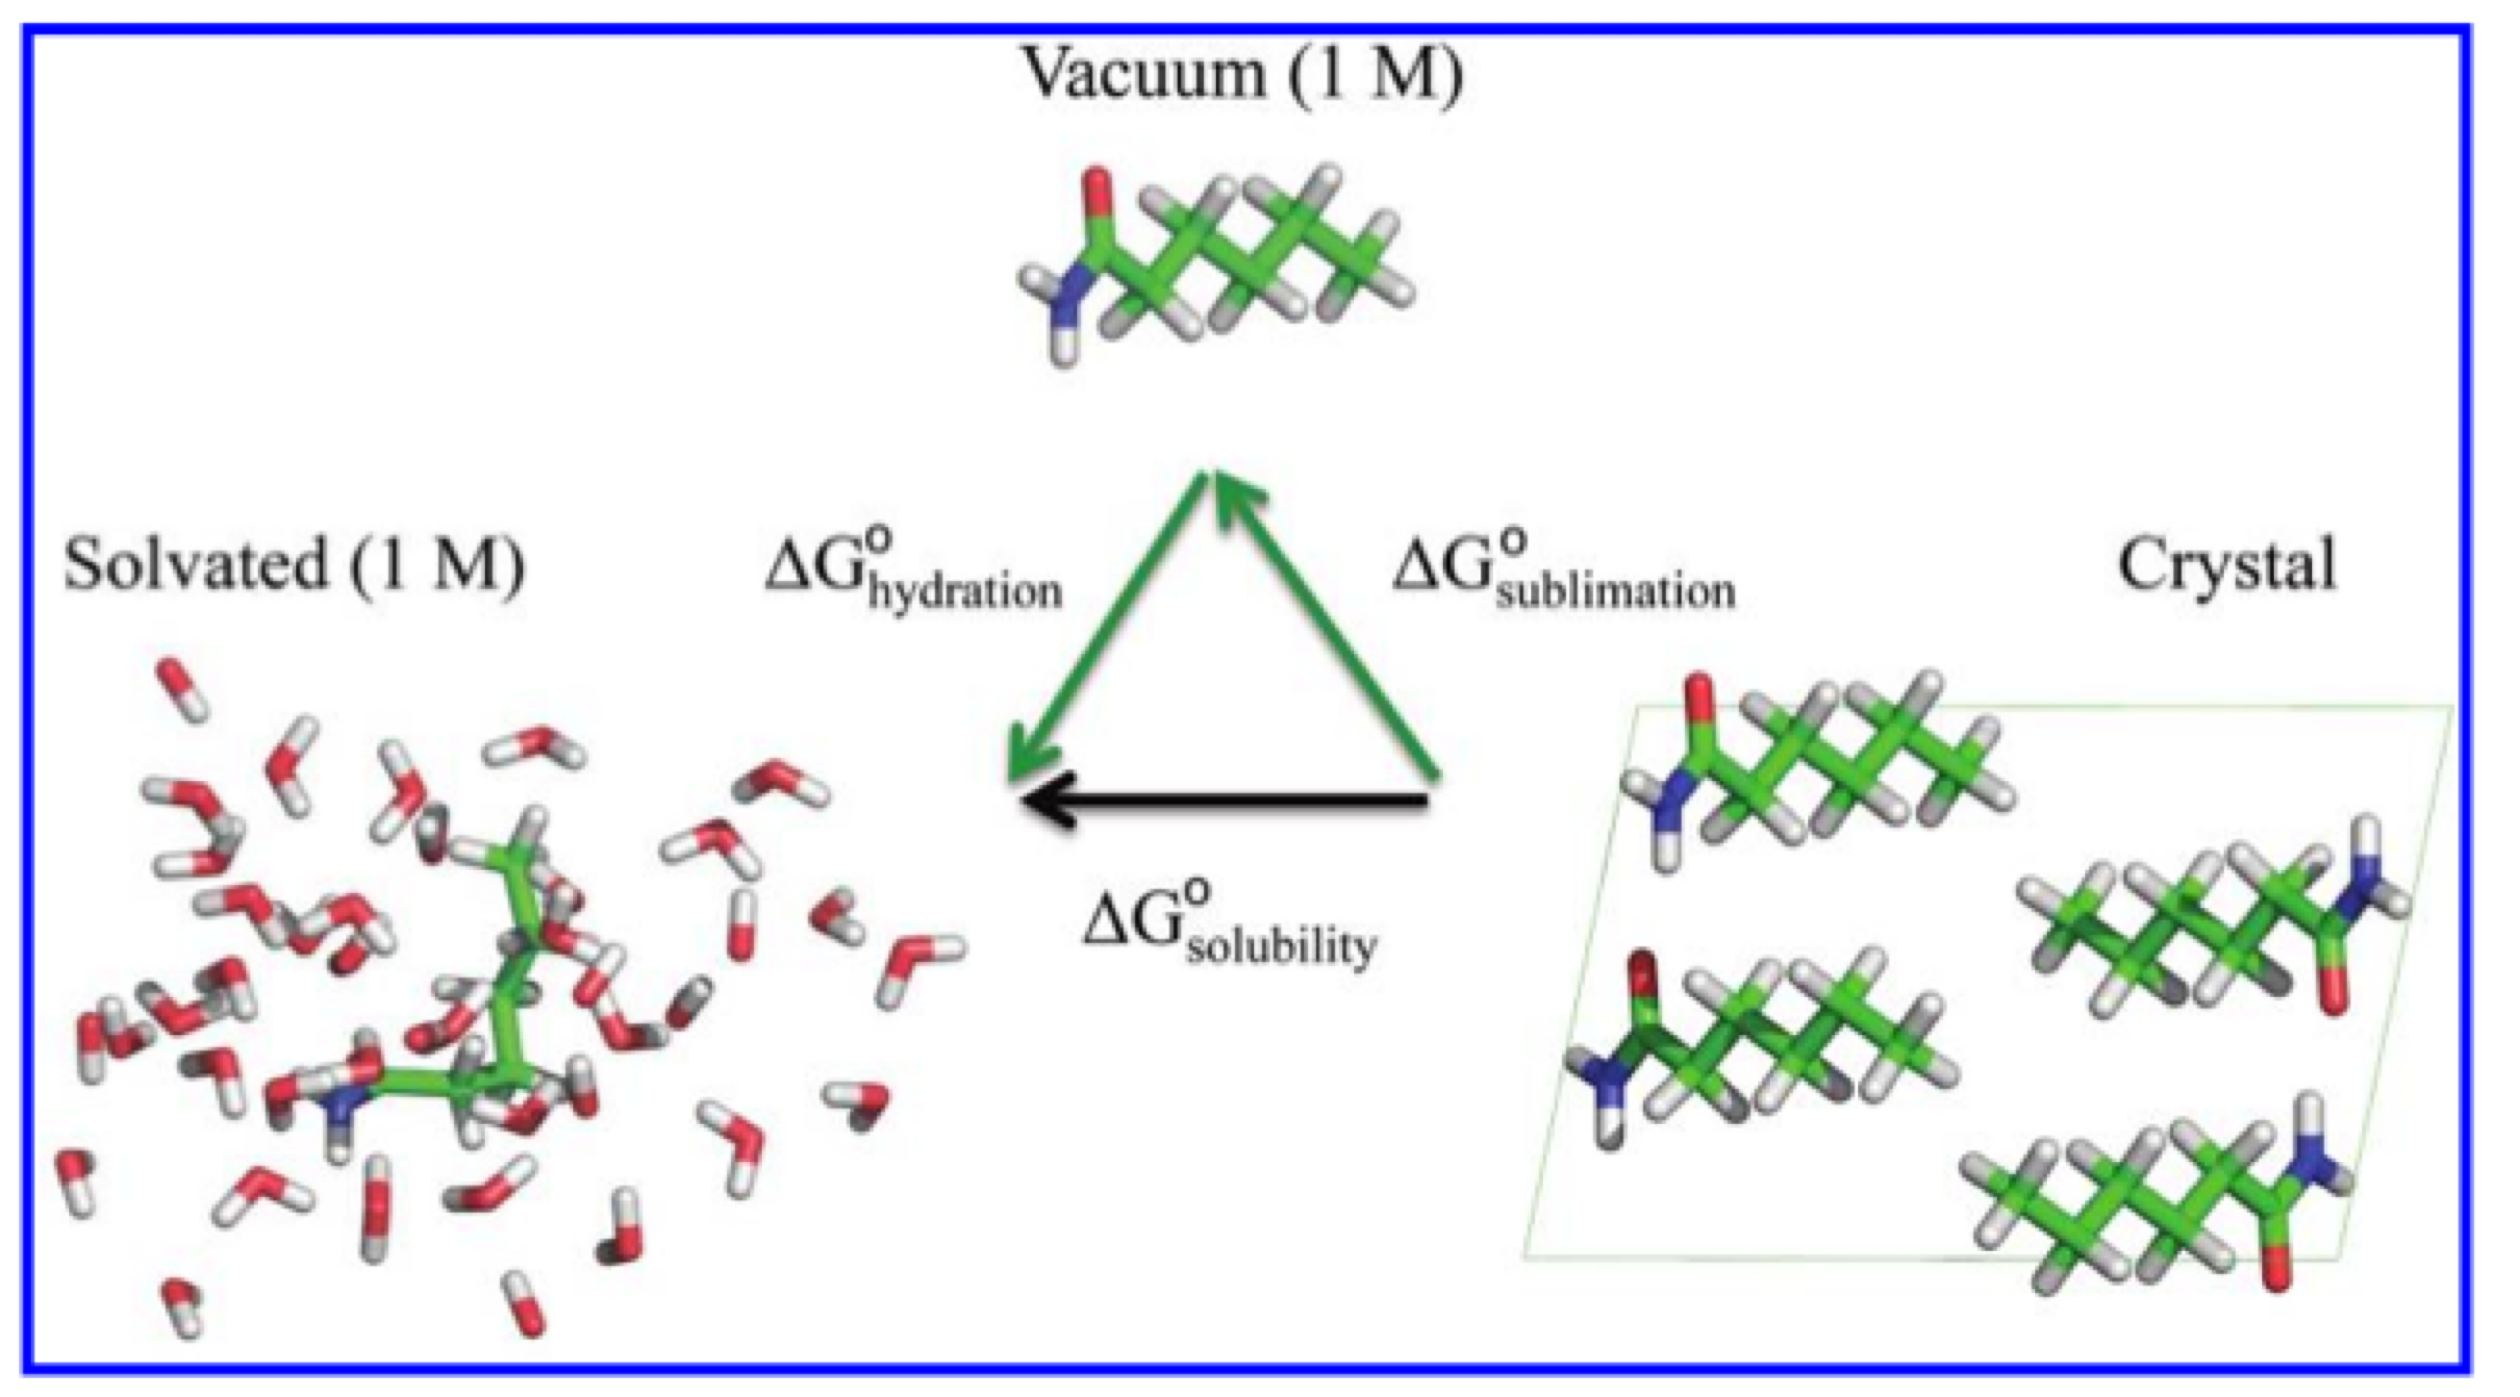 Vacuum (1 M)
Solvated (1 M)
ΔG°hydration
ΔG°sublimation
Crystal
ΔG°solubility